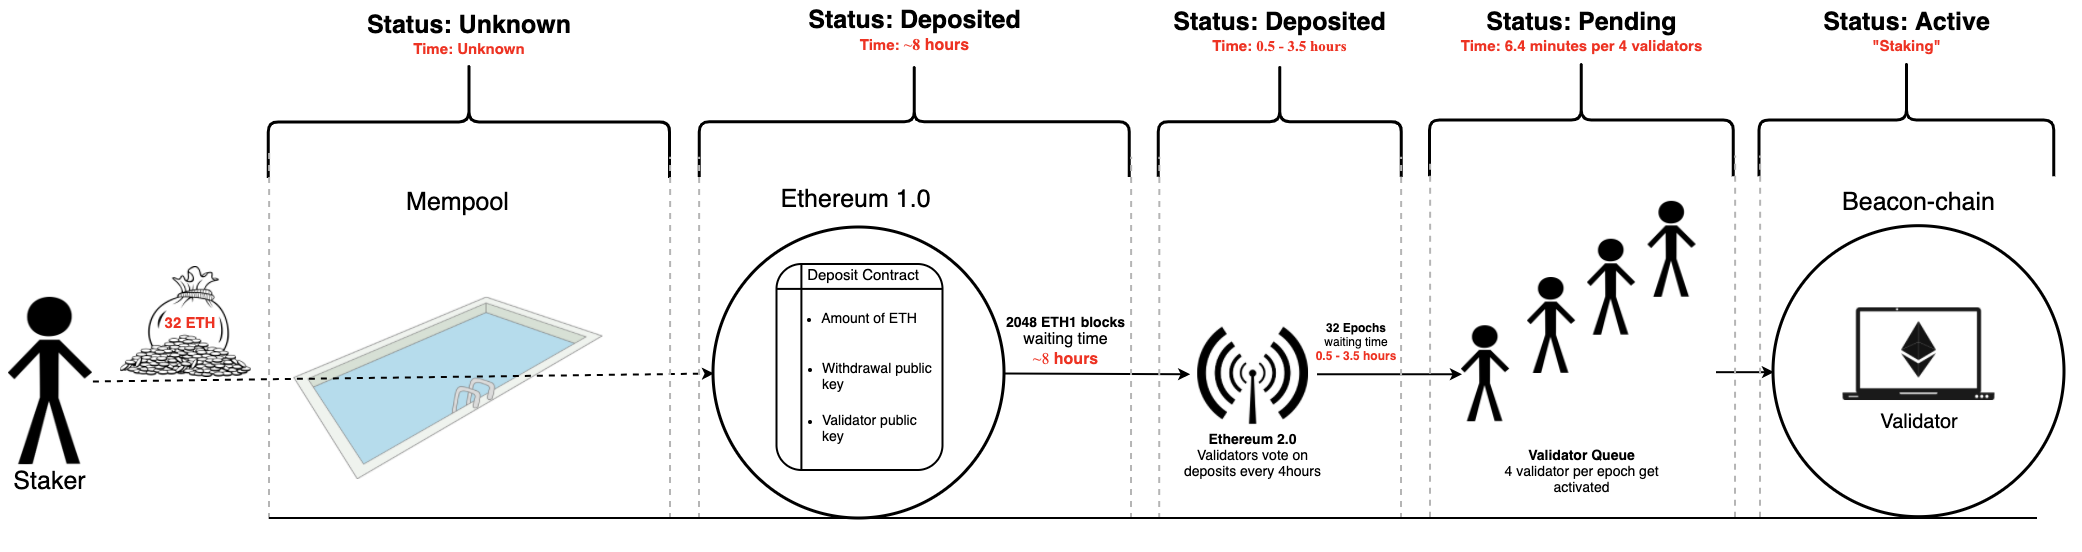 Status: Unknown
Time: Unknown
Status: Deposited
Time: ~8 hours
Status: Deposited
Time: 0.5 - 3.5 hours
Status: Pending
Time: 6.4 minutes per 4 validators
Status: Active
"Staking"
Staker
32 ETH
Mempool
Ethereum 1.0
Deposit Contract
• Amount of ETH
• Withdrawal public
key
• Validator public
key
2048 ETH1 blocks
waiting time
~8 hours
Ethereum 2.0
Validators vote on
deposits every 4hours
32 Epochs
waiting time
0.5 - 3.5 hours
Validator Queue
4 validator per epoch get
activated
Beacon-chain
Validator